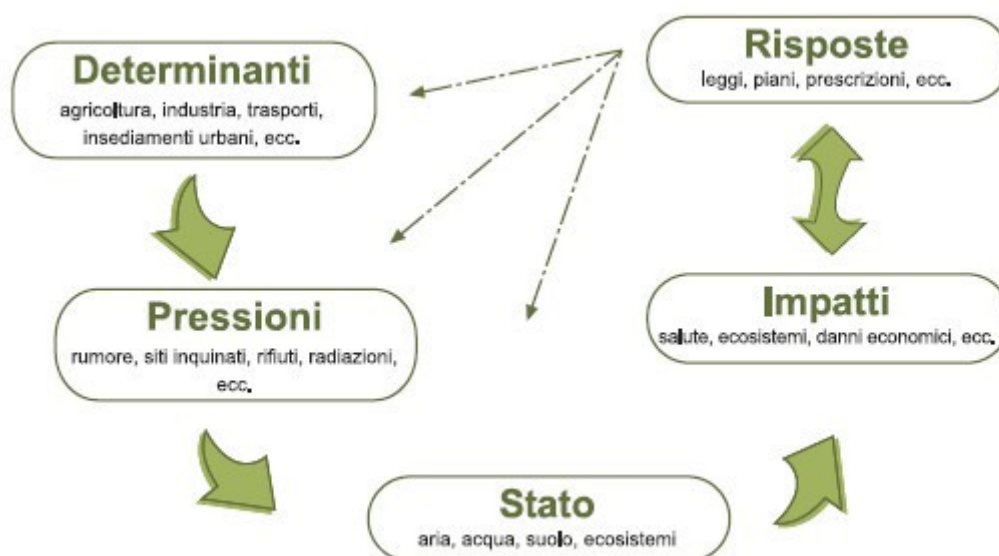 Determinanti
agricoltura, industria, trasporti,
insediamenti urbani, ecc.
Risposte
leggi, piani, prescrizioni, ecc.
Pressioni
rumore, siti inquinati, rifiuti, radiazioni,
ecc.
Impatti
salute, ecosistemi, danni economici, ecc.
Stato
aria, acqua, suolo, ecosistemi